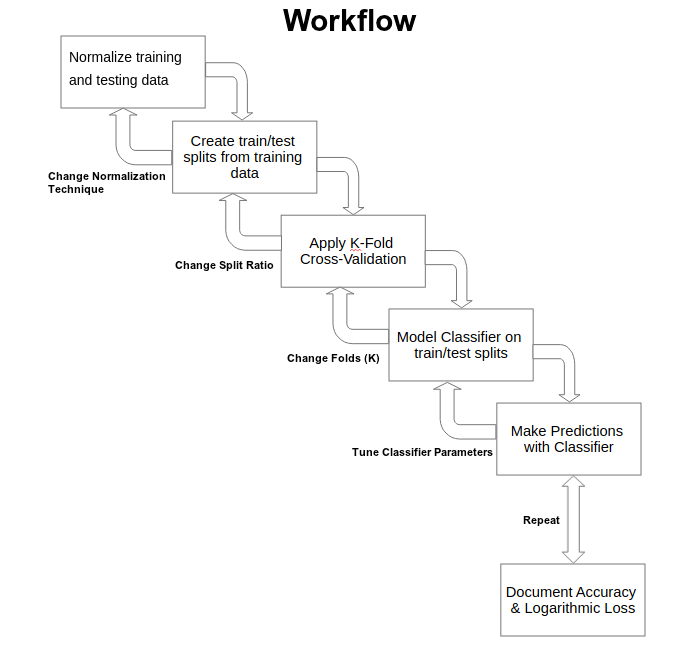 Workflow
Normalize training
and testing data
Create train/test
splits from training
data
Change Normalization
Technique
Apply K-Fold
Cross-Validation
Change Split Ratio
Model Classifier on
train/test splits
Change Folds (K)
Make Predictions
with Classifier
Tune Classifier Parameters
Repeat
Document Accuracy
& Logarithmic Loss